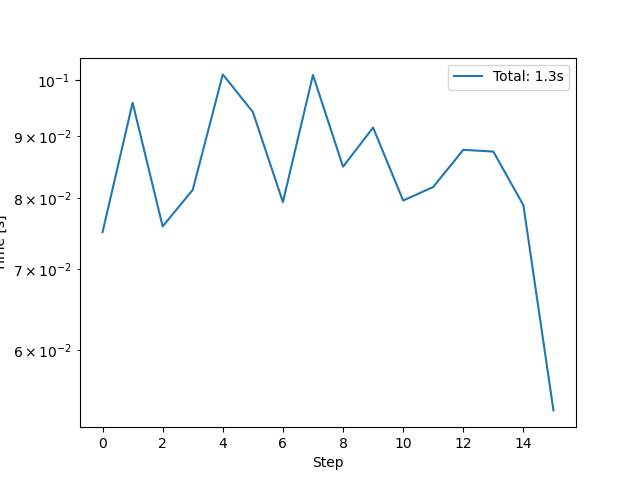 Total: 1.3s
10⁻¹
9 × 10⁻²
8 × 10⁻²
7 × 10⁻²
6 × 10⁻²
Time [s]
0 2 4 6 8 10 12 14
Step